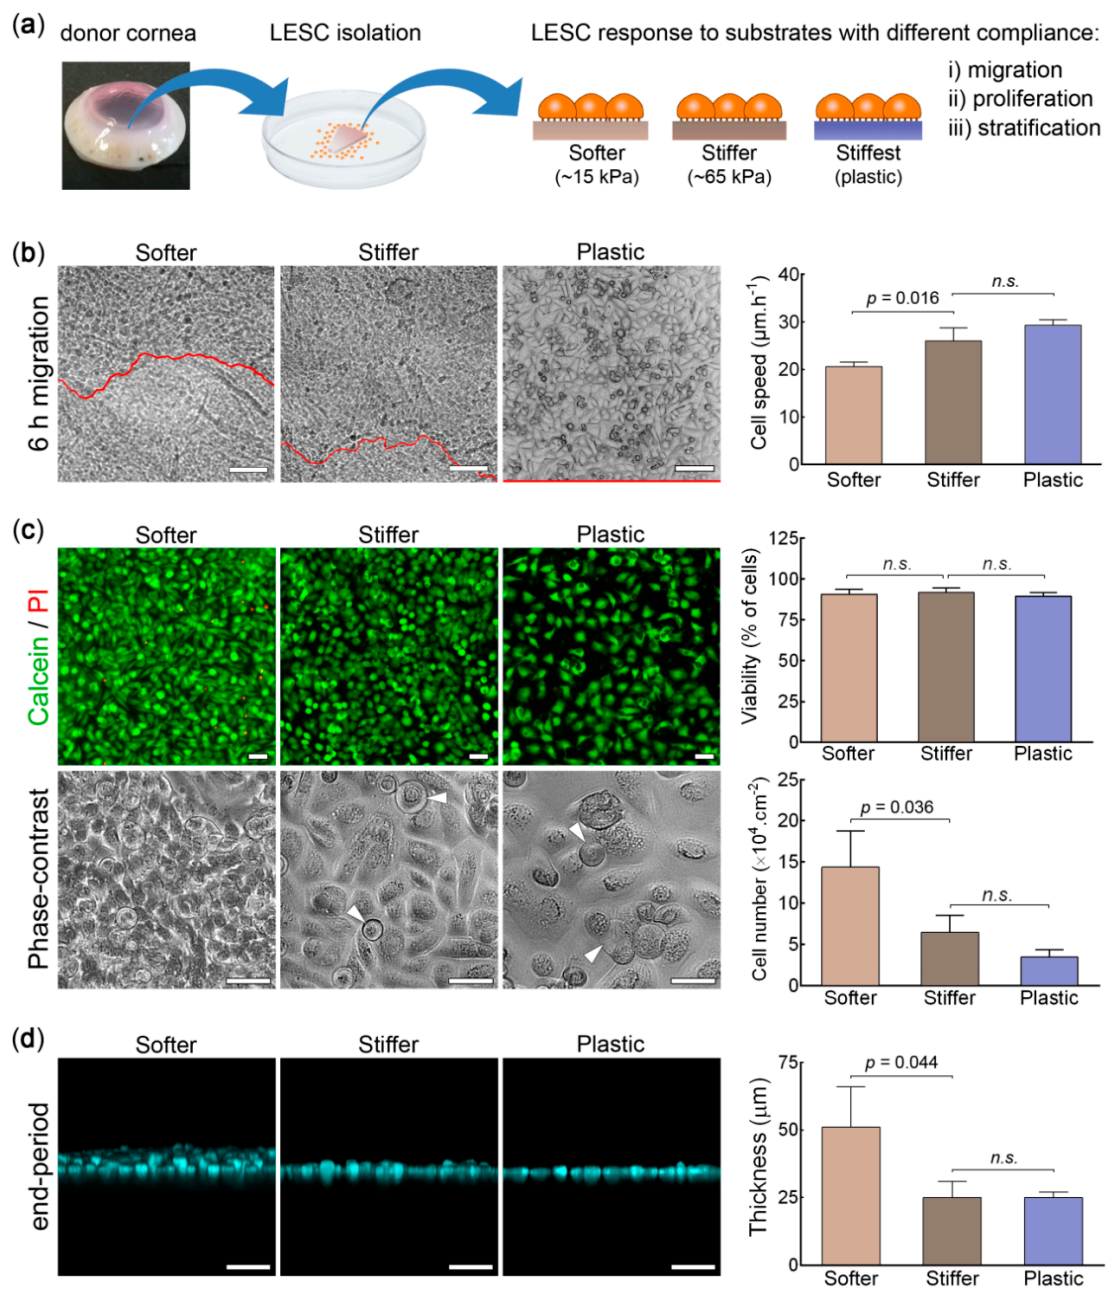 (a)
donor cornea
LESC isolation
LESC response to substrates with different compliance:
i) migration
ii) proliferation
iii) stratification
Softer
(~15 kPa)
Stiffer
(~65 kPa)
Stiffest
(plastic)
(b)
Softer
Stiffer
Plastic
6 h migration
Cell speed (µm.h⁻¹)
40
30
20
10
0
p = 0.016
n.s.
Softer
Stiffer
Plastic
(c)
Softer
Stiffer
Plastic
Calcein / PI
Viability (% of cells)
125
100
75
50
25
0
n.s.
n.s.
Softer
Stiffer
Plastic
Phase-contrast
Cell number (×10⁴.cm⁻²)
25
20
15
10
5
0
p = 0.036
n.s.
Softer
Stiffer
Plastic
(d)
Softer
Stiffer
Plastic
end-period
Thickness (µm)
75
50
25
0
p = 0.044
n.s.
Softer
Stiffer
Plastic